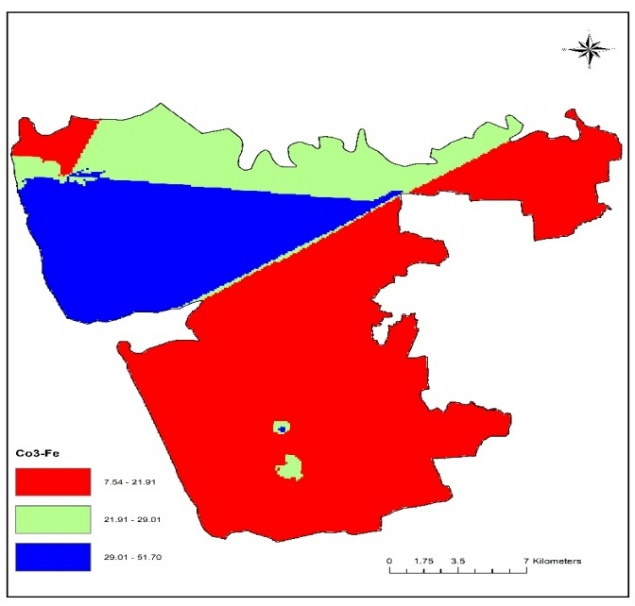 Co3-Fe
7.54 - 21.91
21.91 - 29.01
29.01 - 51.70
0 1.75 3.5 7 Kilometers